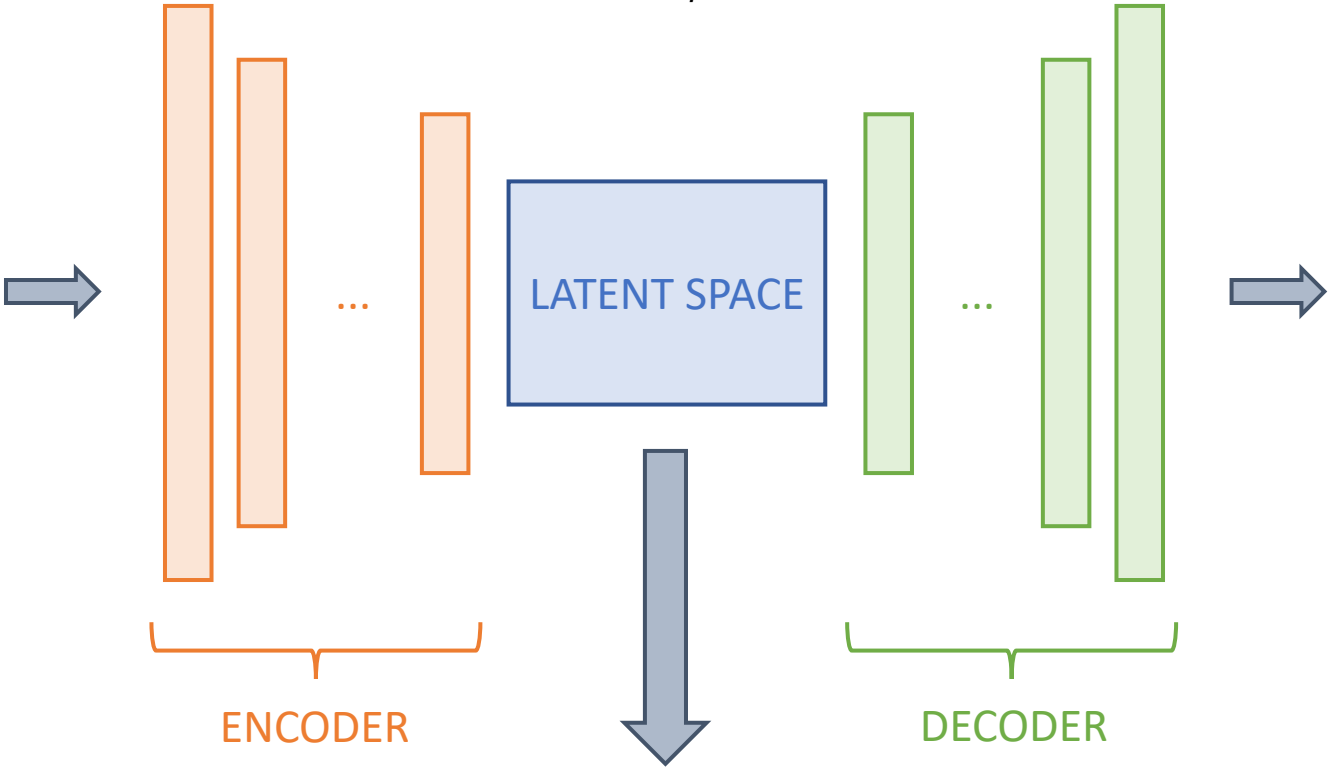 ...
LATENT SPACE
...
ENCODER
DECODER